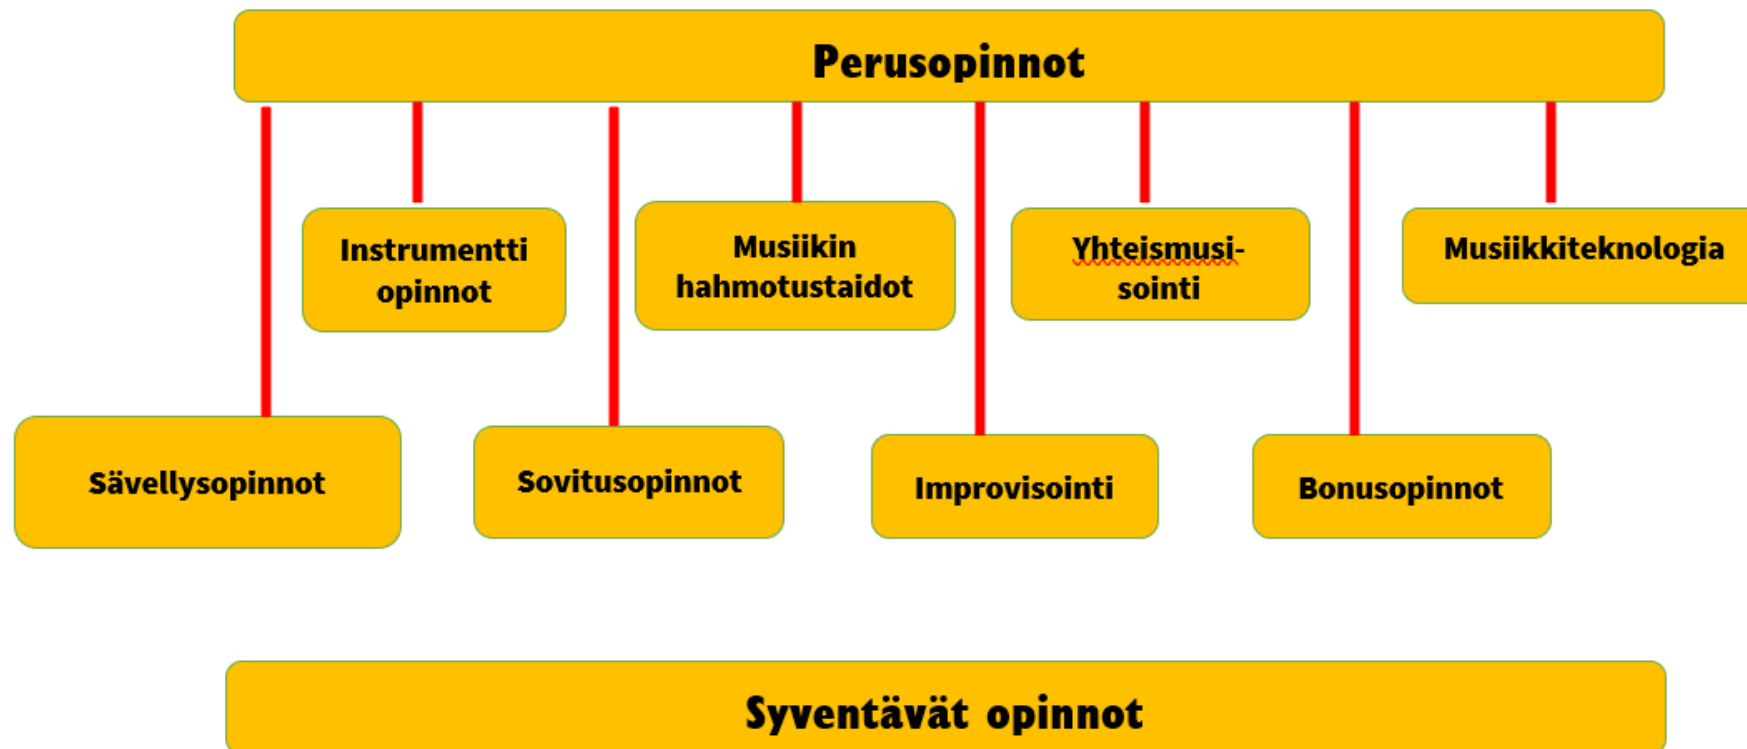 Perusopinnot
Instrumentti
opinnot
Musiikin
hahmotustaidot
Yhteismusi-
sointi
Musiikkiteknologia
Sävellysopinnot
Sovitusopinnot
Improvisointi
Bonusopinnot
Syventävät opinnot